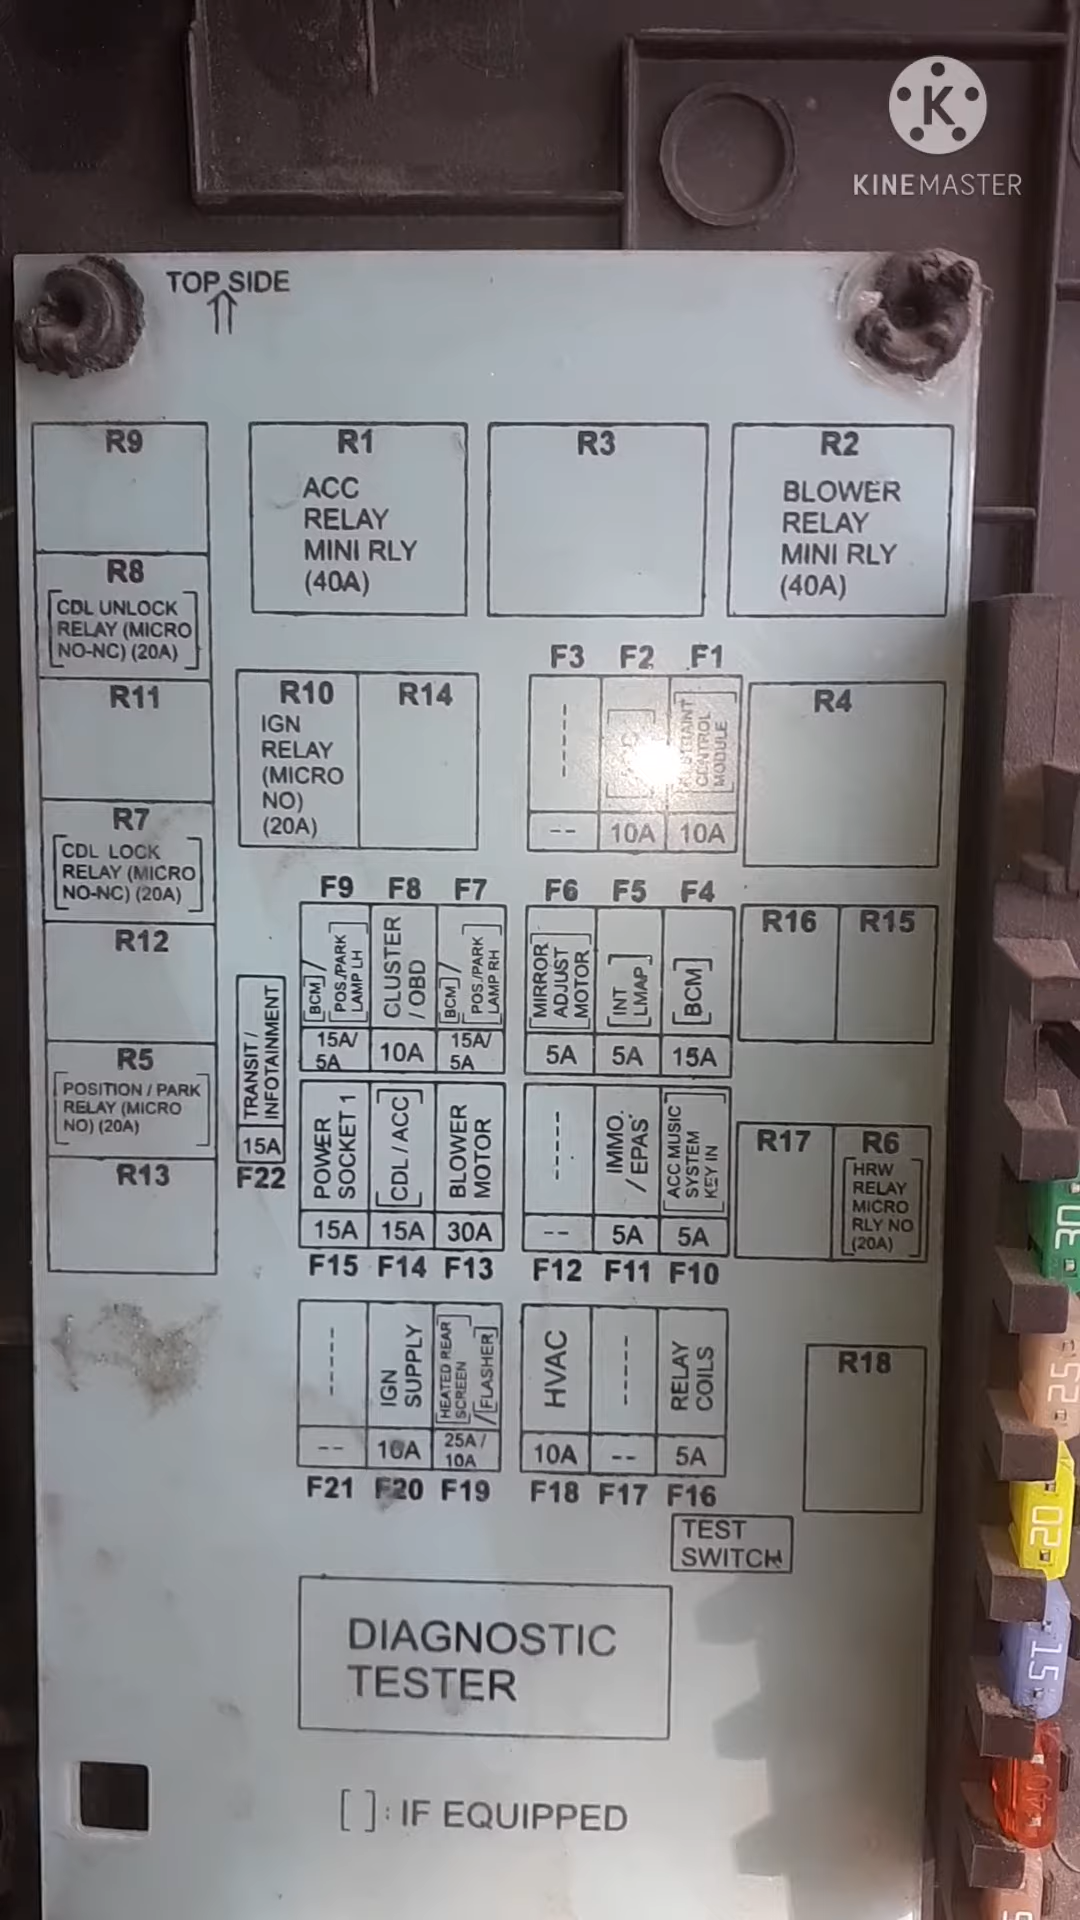 KINEMASTER
TOP SIDE
R9
R1
ACC
RELAY
MINI RLY
(40A)
R3
R2
BLOWER
RELAY
MINI RLY
(40A)
R8
[CDL UNLOCK
RELAY (MICRO
NO-NC) (20A)]
R11
R10
IGN
RELAY
(MICRO
NO)
(20A)
R14
F3 F2 F1
-----
CONTROL
MODULE
-- 10A 10A
R4
R7
[CDL LOCK
RELAY (MICRO
NO-NC) (20A)]
R12
F9 F8 F7
[BCM] /
[POS./PARK
LAMP LH]
CLUSTER
/ OBD
[BCM] /
[POS./PARK
LAMP RH]
15A/
5A
10A
15A/
5A
F6 F5 F4
[MIRROR
ADJUST
MOTOR]
[INT
LMAP]
[BCM]
5A 5A 15A
R16 R15
R5
[POSITION / PARK
RELAY (MICRO
NO) (20A)]
R13
TRANSIT /
INFOTAINMENT
15A
F22
POWER
SOCKET 1
[CDL / ACC]
BLOWER
MOTOR
15A 15A 30A
F15 F14 F13
-----
IMMO.
/ EPAS
[ACC MUSIC
SYSTEM
KEY IN]
-- 5A 5A
F12 F11 F10
R17
R6
[HRW
RELAY
MICRO
RLY NO
(20A)]
-----
IGN
SUPPLY
[HEATED REAR
SCREEN]
/ [FLASHER]
-- 10A
25A /
10A
F21 F20 F19
HVAC
-----
RELAY
COILS
10A -- 5A
F18 F17 F16
R18
TEST
SWITCH
DIAGNOSTIC
TESTER
[ ] : IF EQUIPPED
30
25
20
15
40